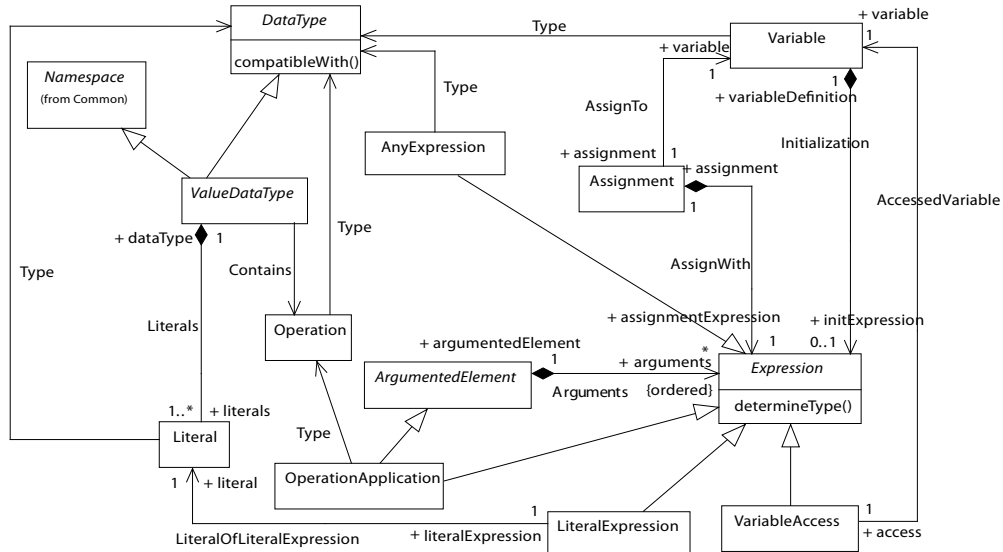 DataType
compatibleWith()
Namespace
(from Common)
Type
+ variable
Variable
1
+ variable
1
1
+ variableDefinition
Type
AssignTo
Initialization
AnyExpression
+ assignment
1
+ assignment
Assignment
1
ValueDataType
+ dataType
1
AccessedVariable
Type
Type
Contains
AssignWith
Literals
Operation
+ assignmentExpression
1
+ initExpression
0..1
+ argumentedElement
1
+ arguments
*
ArgumentedElement
Arguments
{ordered}
Expression
determineType()
1..*
+ literals
Literal
Type
1
+ literal
OperationApplication
LiteralOfLiteralExpression
1
+ literalExpression
LiteralExpression
VariableAccess
1
+ access